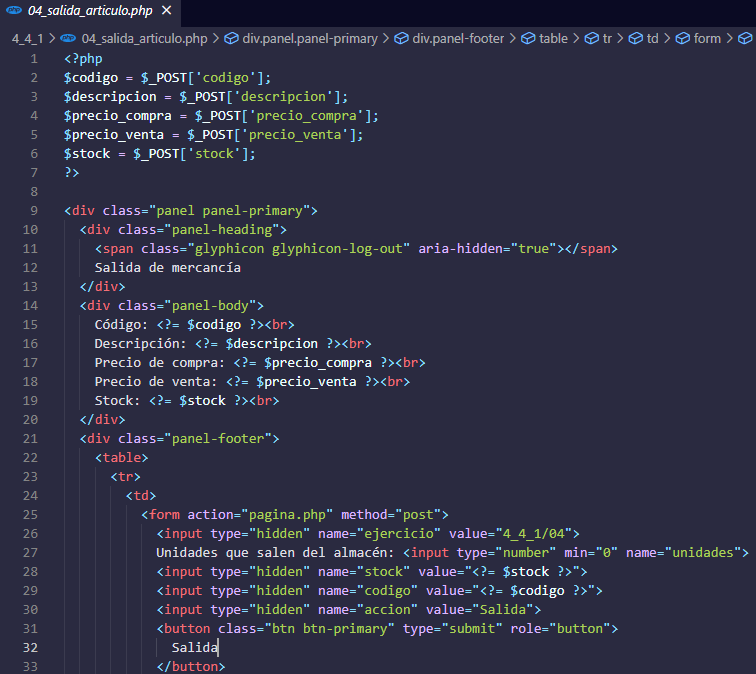 04_salida_articulo.php ×
4_4_1 > 04_salida_articulo.php > div.panel.panel-primary > div.panel-footer > table > tr > td > form >
1 <?php
2 $codigo = $_POST['codigo'];
3 $descripcion = $_POST['descripcion'];
4 $precio_compra = $_POST['precio_compra'];
5 $precio_venta = $_POST['precio_venta'];
6 $stock = $_POST['stock'];
7 ?>
8
9 <div class="panel panel-primary">
10 <div class="panel-heading">
11 <span class="glyphicon glyphicon-log-out" aria-hidden="true"></span>
12 Salida de mercancía
13 </div>
14 <div class="panel-body">
15 Código: <?= $codigo ?><br>
16 Descripción: <?= $descripcion ?><br>
17 Precio de compra: <?= $precio_compra ?><br>
18 Precio de venta: <?= $precio_venta ?><br>
19 Stock: <?= $stock ?><br>
20 </div>
21 <div class="panel-footer">
22 <table>
23 <tr>
24 <td>
25 <form action="pagina.php" method="post">
26 <input type="hidden" name="ejercicio" value="4_4_1/04">
27 Unidades que salen del almacén: <input type="number" min="0" name="unidades">
28 <input type="hidden" name="stock" value="<?= $stock ?>">
29 <input type="hidden" name="codigo" value="<?= $codigo ?>">
30 <input type="hidden" name="accion" value="Salida">
31 <button class="btn btn-primary" type="submit" role="button">
32 Salida
33 </button>